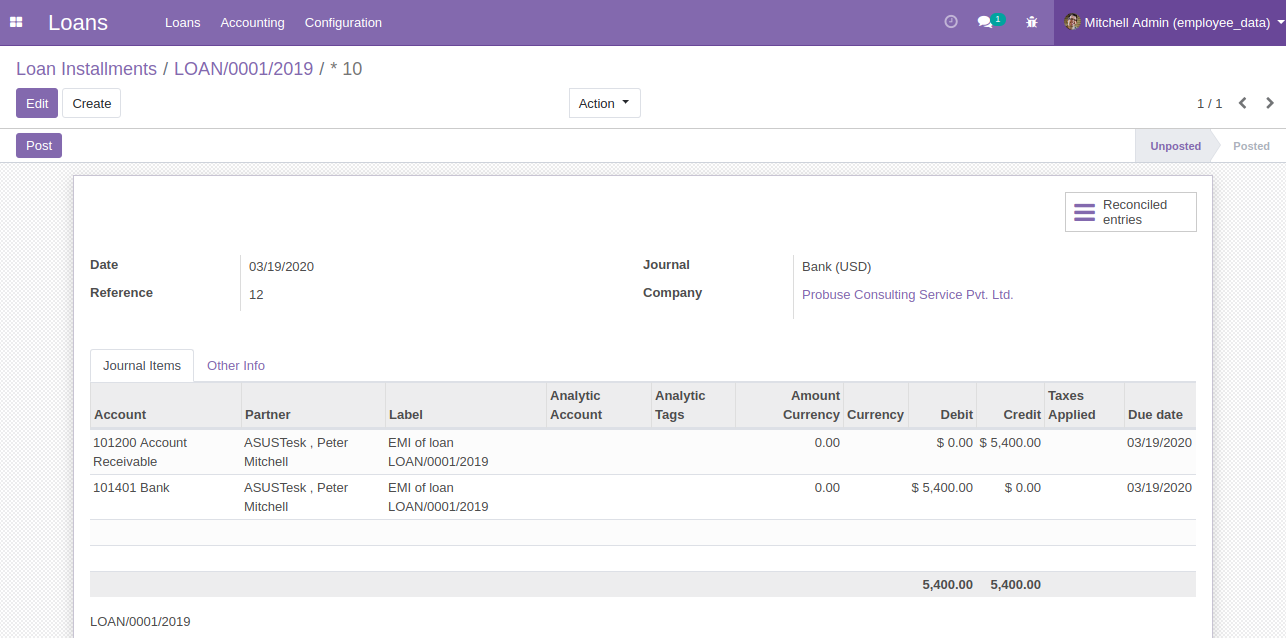 Loans Loans Accounting Configuration 1 Mitchell Admin (employee_data)
Loan Installments / LOAN/0001/2019 / * 10
Edit Create Action 1 / 1
Post Unposted Posted
Reconciled
entries
Date 03/19/2020 Journal Bank (USD)
Reference 12 Company Probuse Consulting Service Pvt. Ltd.
Journal Items Other Info
Analytic Analytic Amount Taxes
Account Partner Label Account Tags Currency Currency Debit Credit Applied Due date
101200 Account ASUSTesk , Peter EMI of loan 0.00 $ 0.00 $ 5,400.00 03/19/2020
Receivable Mitchell LOAN/0001/2019
101401 Bank ASUSTesk , Peter EMI of loan 0.00 $ 5,400.00 $ 0.00 03/19/2020
Mitchell LOAN/0001/2019
5,400.00 5,400.00
LOAN/0001/2019